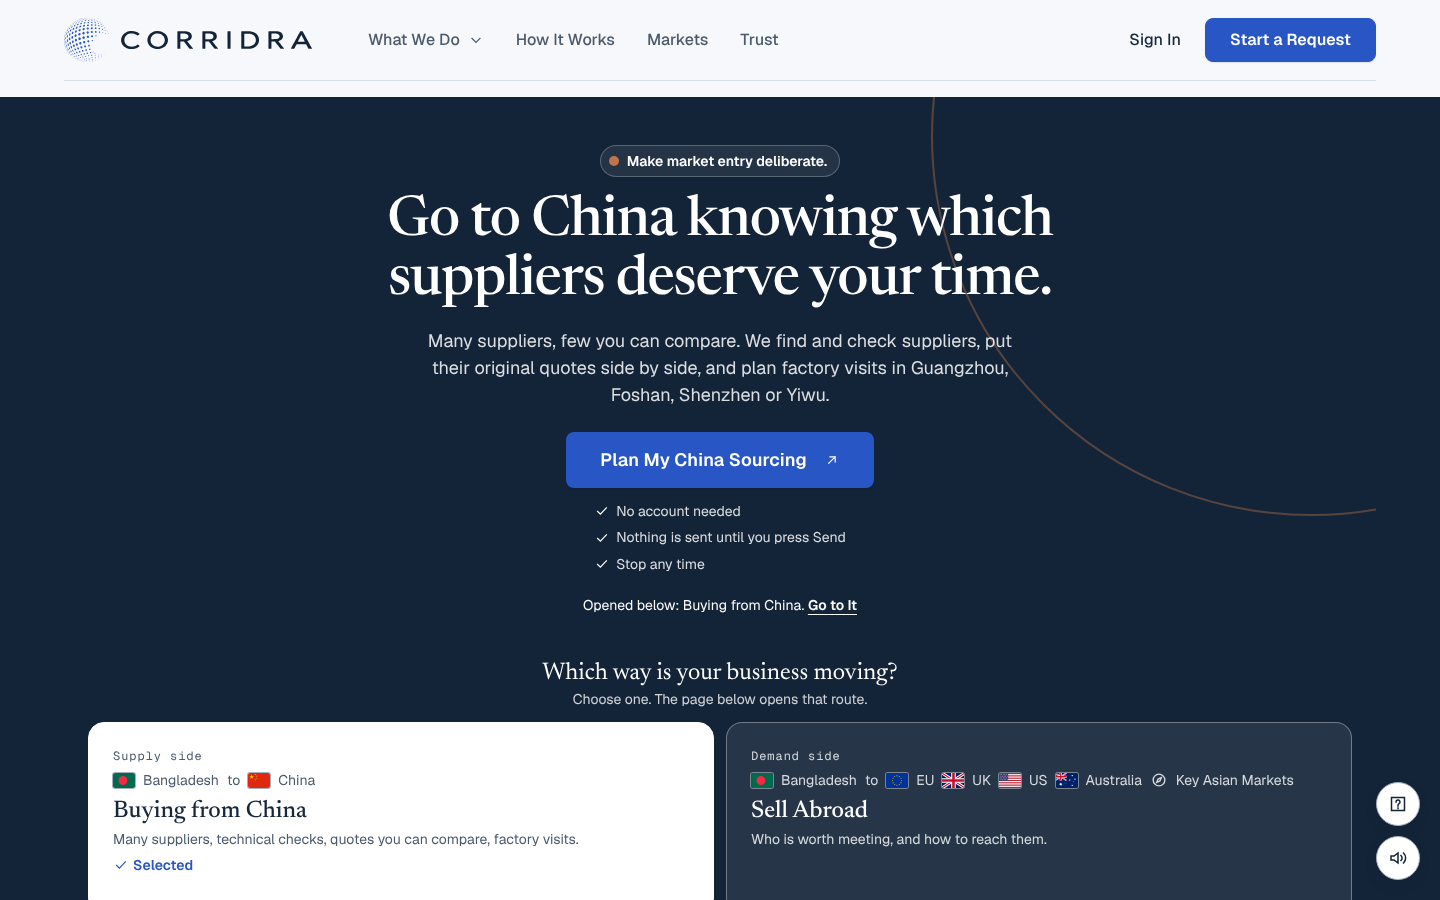 CORRIDRA
What We Do
How It Works
Markets
Trust
Sign In
Start a Request
Make market entry deliberate.
Go to China knowing which
suppliers deserve your time.
Many suppliers, few you can compare. We find and check suppliers, put
their original quotes side by side, and plan factory visits in Guangzhou,
Foshan, Shenzhen or Yiwu.
Plan My China Sourcing
No account needed
Nothing is sent until you press Send
Stop any time
Opened below: Buying from China. Go to It
Which way is your business moving?
Choose one. The page below opens that route.
Supply side
Bangladesh to China
Buying from China
Many suppliers, technical checks, quotes you can compare, factory visits.
Selected
Demand side
Bangladesh to EU UK US Australia Key Asian Markets
Sell Abroad
Who is worth meeting, and how to reach them.